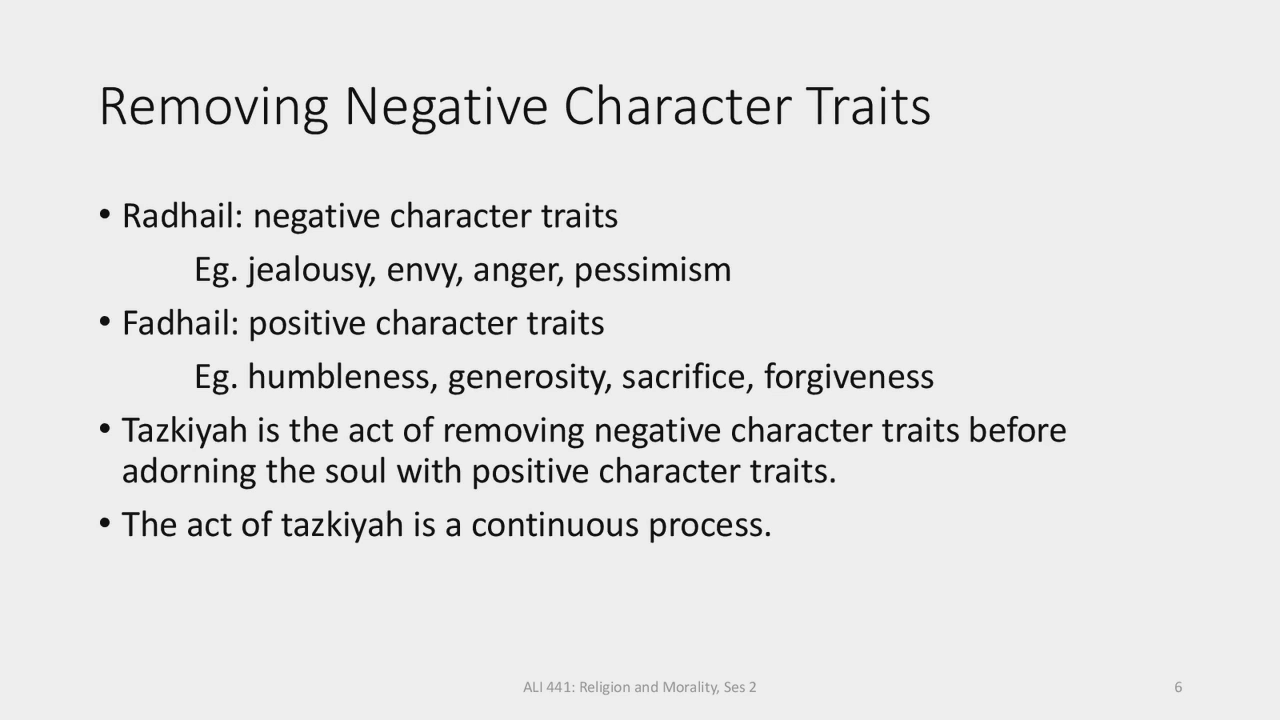 Removing Negative Character Traits
• Radhail: negative character traits
Eg. jealousy, envy, anger, pessimism
• Fadhail: positive character traits
Eg. humbleness, generosity, sacrifice, forgiveness
• Tazkiyah is the act of removing negative character traits before
adorning the soul with positive character traits.
• The act of tazkiyah is a continuous process.
ALI 441: Religion and Morality, Ses 2
6